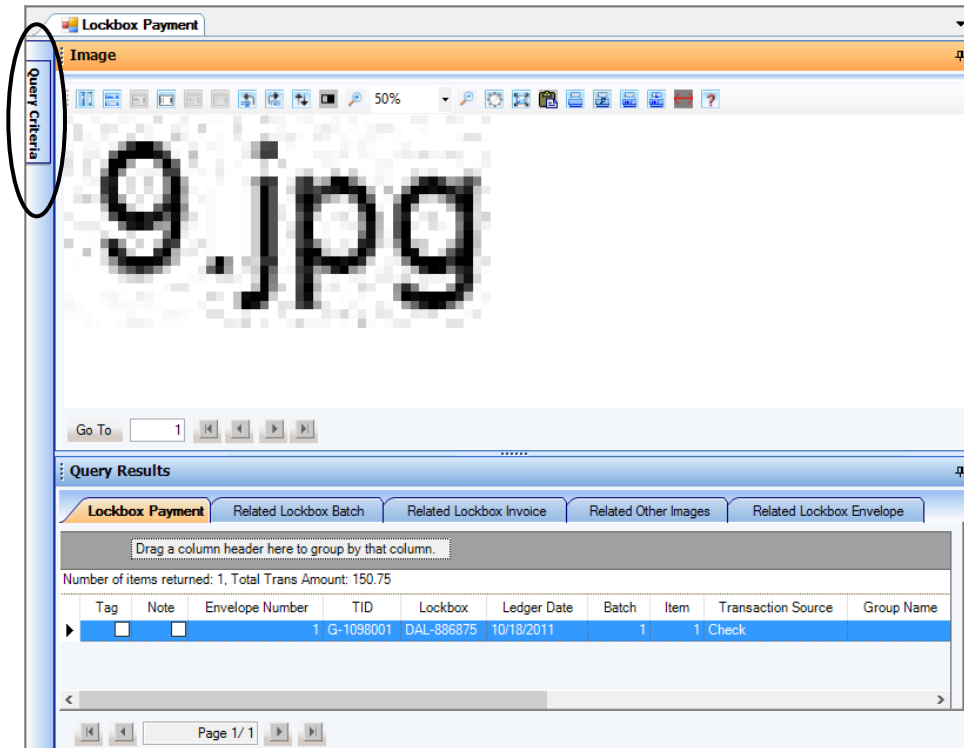 Lockbox Payment
Query Criteria
Image
50%
?
9.jpg
Go To 1
Query Results
Lockbox Payment Related Lockbox Batch Related Lockbox Invoice Related Other Images Related Lockbox Envelope
Drag a column header here to group by that column.
Number of items returned: 1, Total Trans Amount: 150.75
Tag Note Envelope Number TID Lockbox Ledger Date Batch Item Transaction Source Group Name
1 G-1098001 DAL-886875 10/18/2011 1 1 Check
Page 1/ 1